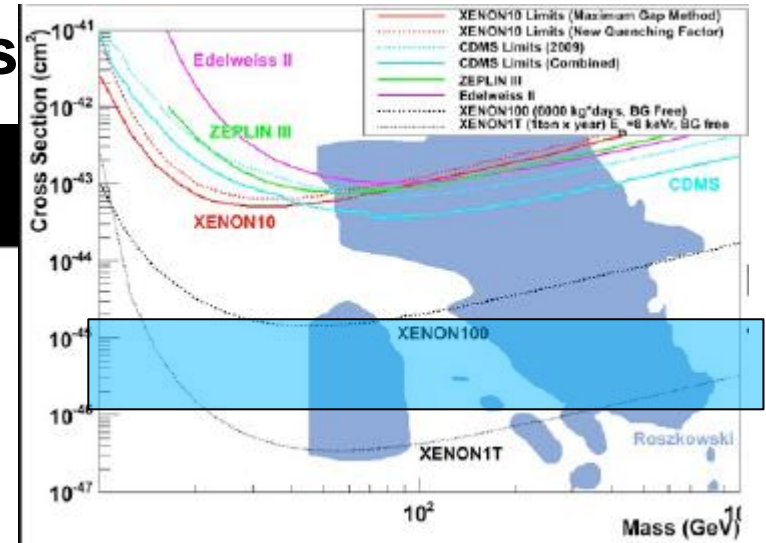 s
XENON10 Limits (Maximum Gap Method)
XENON10 Limits (New Quenching Factor)
CDMS Limits (2009)
CDMS Limits (Combined)
ZEPLIN III
Edelweiss II
XENON100 (6000 kg*days, BG Free)
XENON1T (1ton x year) E =8 keVr, BG free
Cross Section (cm²)
10⁻⁴¹
Edelweiss II
10⁻⁴²
ZEPLIN III
10⁻⁴³
CDMS
XENON10
10⁻⁴⁴
XENON100
10⁻⁴⁵
10⁻⁴⁶
Roszkowski
XENON1T
10⁻⁴⁷
10²
Mass (GeV)